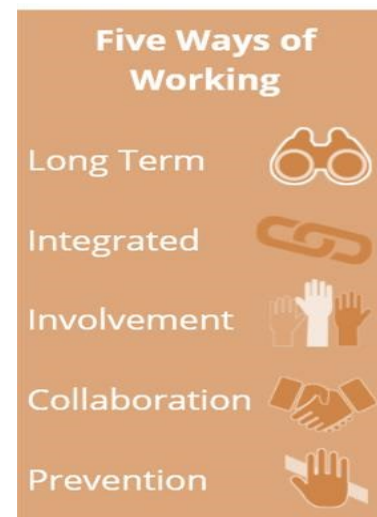 Five Ways of
Working
Long Term
Integrated
Involvement
Collaboration
Prevention